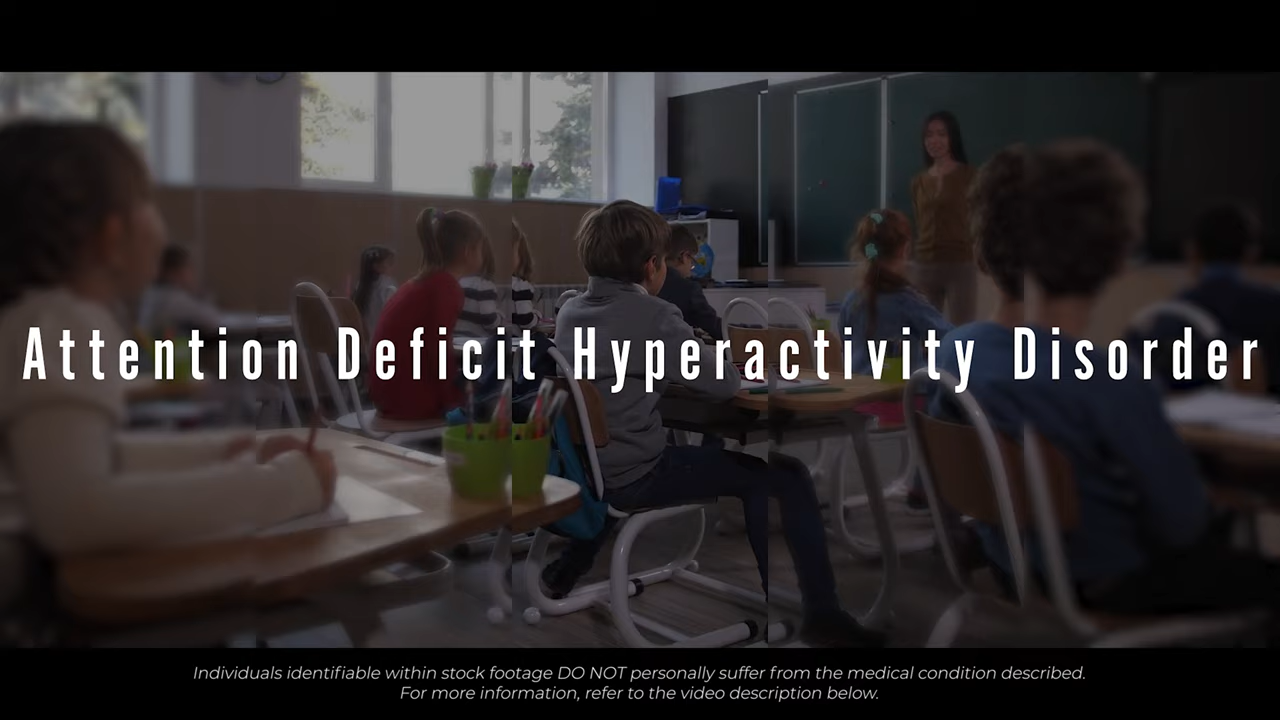 Attention Deficit Hyperactivity Disorder
Individuals identifiable within stock footage DO NOT personally suffer from the medical condition described.
For more information, refer to the video description below.